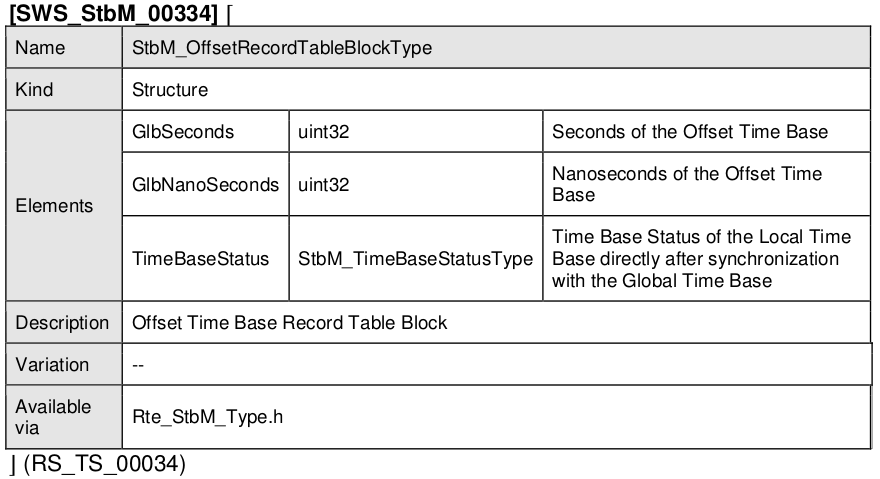 [SWS_StbM_00334] ⌈
Name StbM_OffsetRecordTableBlockType
Kind Structure
Elements
GlbSeconds uint32 Seconds of the Offset Time Base
GlbNanoSeconds uint32 Nanoseconds of the Offset Time
Base
TimeBaseStatus StbM_TimeBaseStatusType Time Base Status of the Local Time
Base directly after synchronization
with the Global Time Base
Description Offset Time Base Record Table Block
Variation --
Available
via
Rte_StbM_Type.h
⌋ (RS_TS_00034)